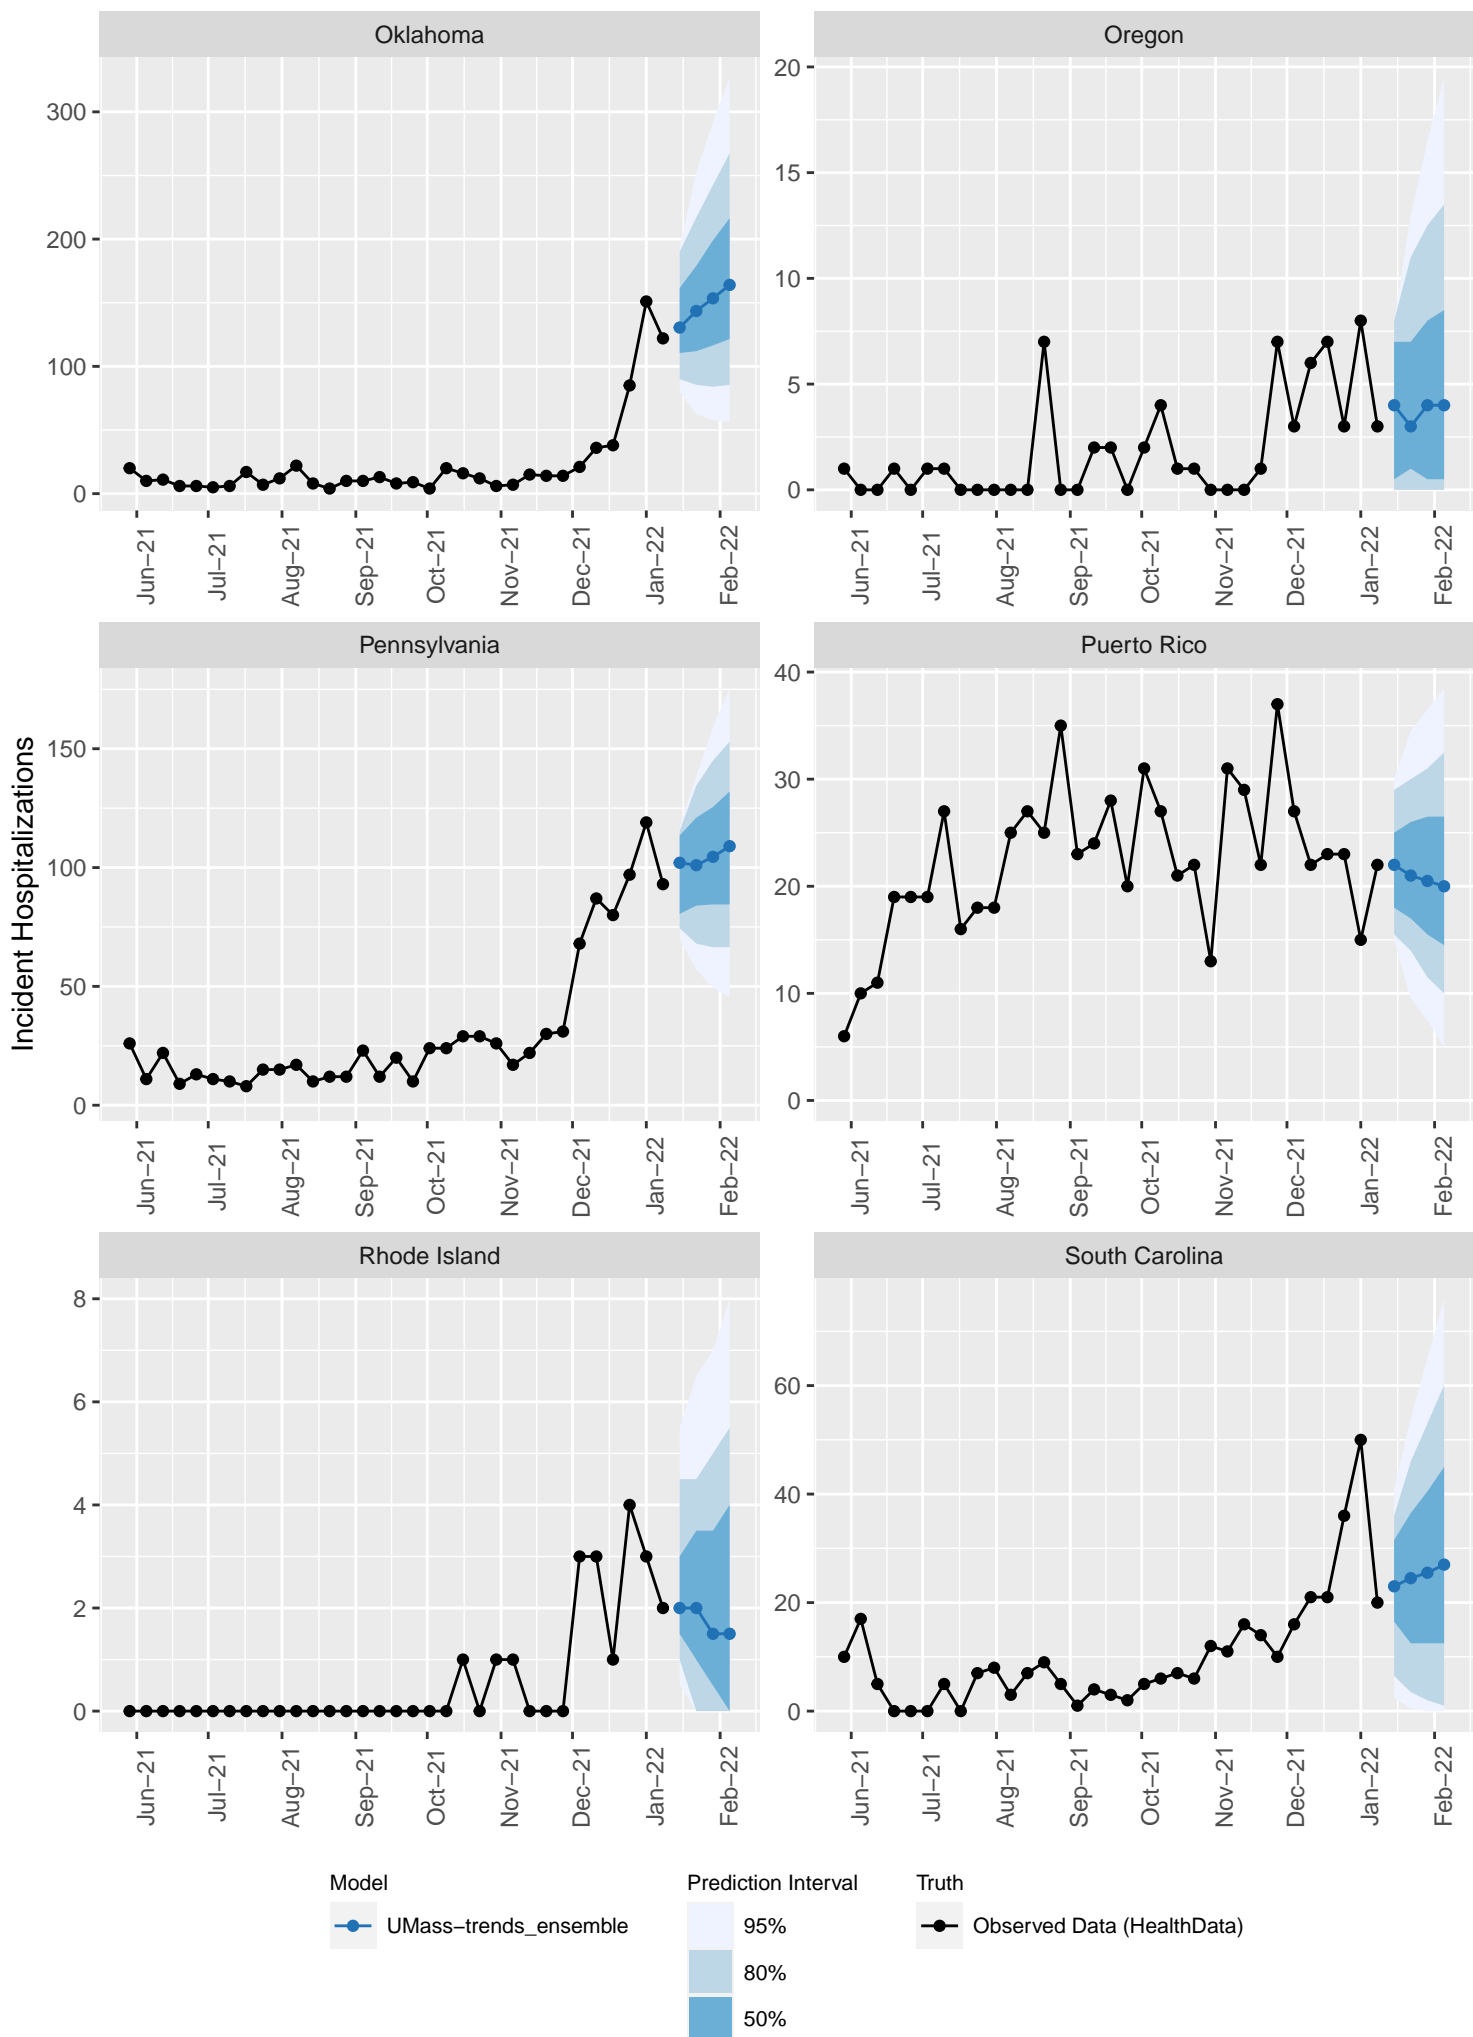 Oklahoma
Oregon
300
200
100
0
20
15
10
5
0
Jun−21
Jul−21
Aug−21
Sep−21
Oct−21
Nov−21
Dec−21
Jan−22
Feb−22
Jun−21
Jul−21
Aug−21
Sep−21
Oct−21
Nov−21
Dec−21
Jan−22
Feb−22
Pennsylvania
Puerto Rico
Incident Hospitalizations
150
100
50
0
40
30
20
10
0
Jun−21
Jul−21
Aug−21
Sep−21
Oct−21
Nov−21
Dec−21
Jan−22
Feb−22
Jun−21
Jul−21
Aug−21
Sep−21
Oct−21
Nov−21
Dec−21
Jan−22
Feb−22
Rhode Island
South Carolina
8
6
4
2
0
60
40
20
0
Jun−21
Jul−21
Aug−21
Sep−21
Oct−21
Nov−21
Dec−21
Jan−22
Feb−22
Jun−21
Jul−21
Aug−21
Sep−21
Oct−21
Nov−21
Dec−21
Jan−22
Feb−22
Model
UMass−trends_ensemble
Prediction Interval
95%
80%
50%
Truth
Observed Data (HealthData)